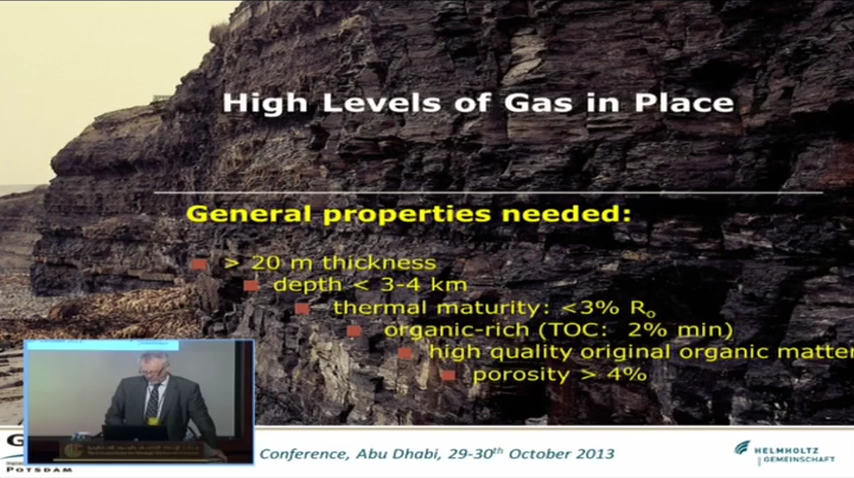 High Levels of Gas in Place
General properties needed:
> 20 m thickness
depth < 3-4 km
thermal maturity: <3% Ro
organic-rich (TOC: 2% min)
high quality original organic matter
porosity > 4%
G
POTSDAM
Conference, Abu Dhabi, 29-30th October 2013
HELMHOLTZ
GEMEINSCHAFT